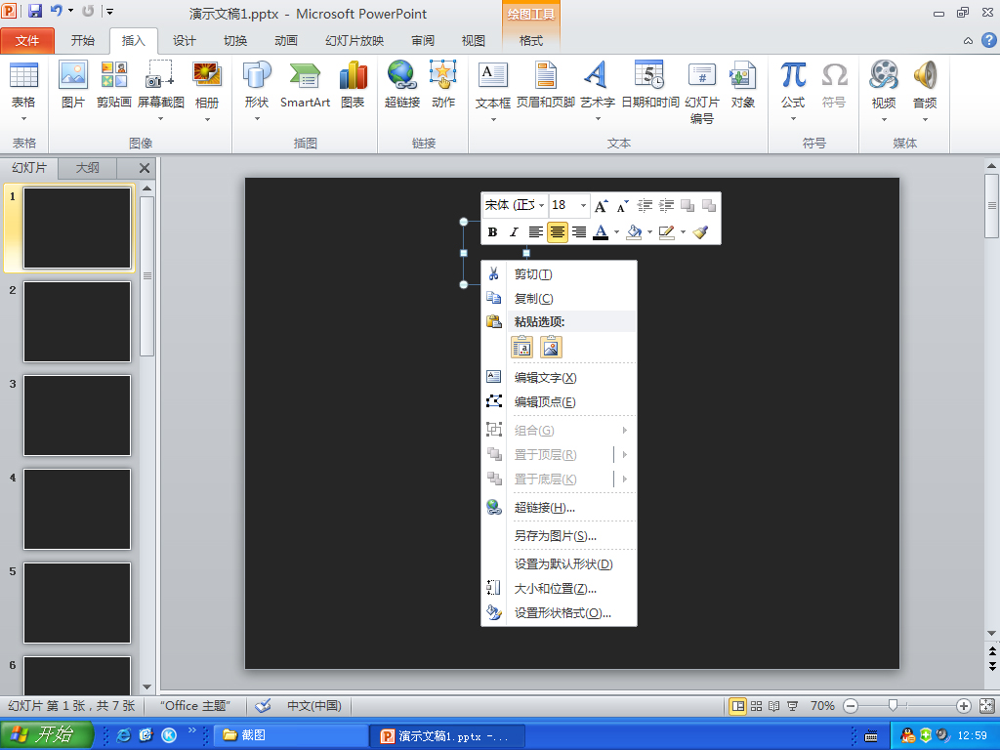 演示文稿1.pptx - Microsoft PowerPoint
绘图工具
文件 开始 插入 设计 切换 动画 幻灯片放映 审阅 视图 格式
表格 图片 剪贴画 屏幕截图 相册 形状 SmartArt 图表 超链接 动作 文本框 页眉和页脚 艺术字 日期和时间 幻灯片 对象 公式 符号 视频 音频
编号
表格 图像 插图 链接 文本 符号 媒体
幻灯片 大纲
1
2
3
4
5
6
宋体 (正文 18
B I
剪切(T)
复制(C)
粘贴选项:
编辑文字(X)
编辑顶点(E)
组合(G)
置于顶层(R)
置于底层(K)
超链接(H)...
另存为图片(S)...
设置为默认形状(D)
大小和位置(Z)...
设置形状格式(O)...
幻灯片 第 1 张，共 7 张 “Office 主题” 中文(中国) 70%
开始 截图 演示文稿1.pptx -... 12:59